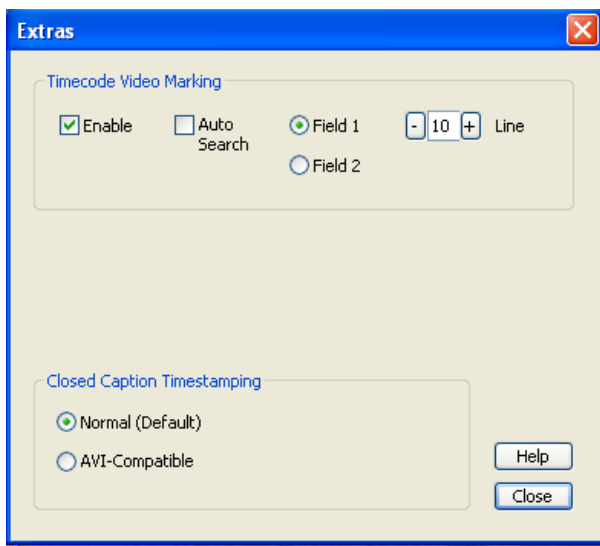 Extras
Timecode Video Marking
Enable
Auto
Search
Field 1
- 10 + Line
Field 2
Closed Caption Timestamping
Normal (Default)
AVI-Compatible
Help
Close